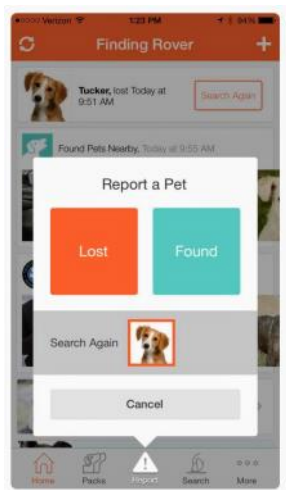 Verizon 1:23 PM 94%
Finding Rover
Tucker, lost Today at
9:51 AM
Search Again
Found Pets Nearby, Today at 9:55 AM
Report a Pet
Lost
Found
Search Again
Cancel
Home Packs Report Search More